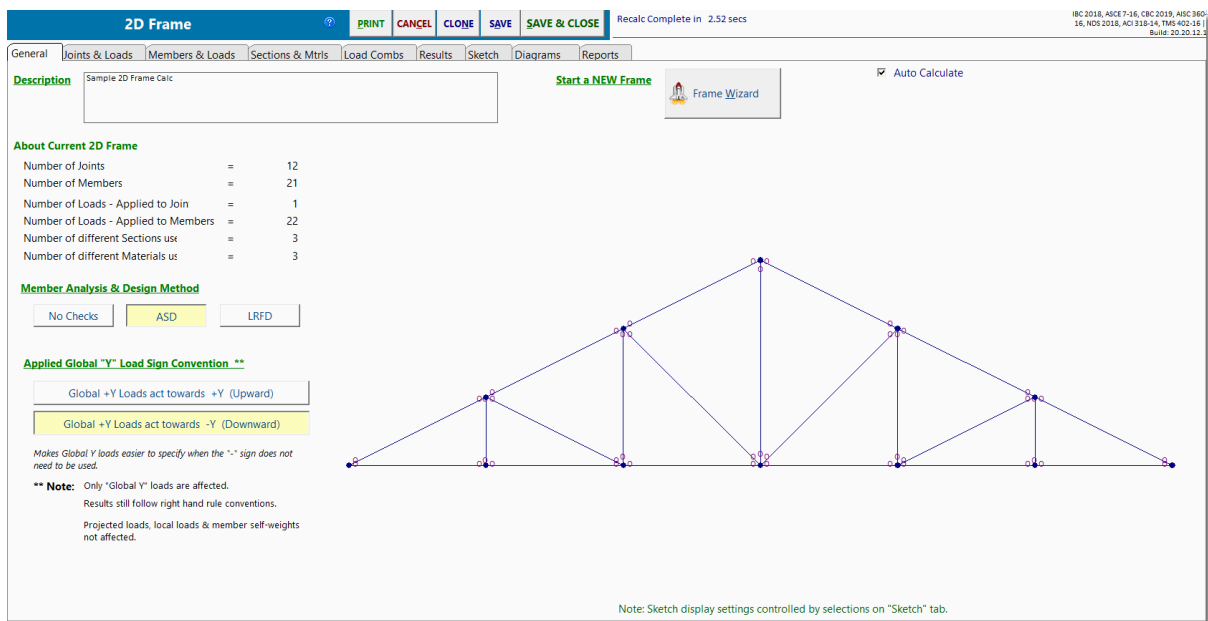 2D Frame
?
PRINT
CANCEL
CLONE
SAVE
SAVE & CLOSE
Recalc Complete in 2.52 secs
IBC 2018, ASCE 7-16, CBC 2019, AISC 360-
16, NDS 2018, ACI 318-14, TMS 402-16 |
Build: 20.20.12.1
General
Joints & Loads
Members & Loads
Sections & Mtrls
Load Combs
Results
Sketch
Diagrams
Reports
Description
Sample 2D Frame Calc
Start a NEW Frame
Frame Wizard
Auto Calculate
About Current 2D Frame
Number of Joints = 12
Number of Members = 21
Number of Loads - Applied to Join = 1
Number of Loads - Applied to Members = 22
Number of different Sections use = 3
Number of different Materials us = 3
Member Analysis & Design Method
No Checks
ASD
LRFD
Applied Global "Y" Load Sign Convention **
Global +Y Loads act towards +Y (Upward)
Global +Y Loads act towards -Y (Downward)
Makes Global Y loads easier to specify when the "-" sign does not
need to be used.
** Note: Only "Global Y" loads are affected.
Results still follow right hand rule conventions.
Projected loads, local loads & member self-weights
not affected.
Note: Sketch display settings controlled by selections on "Sketch" tab.